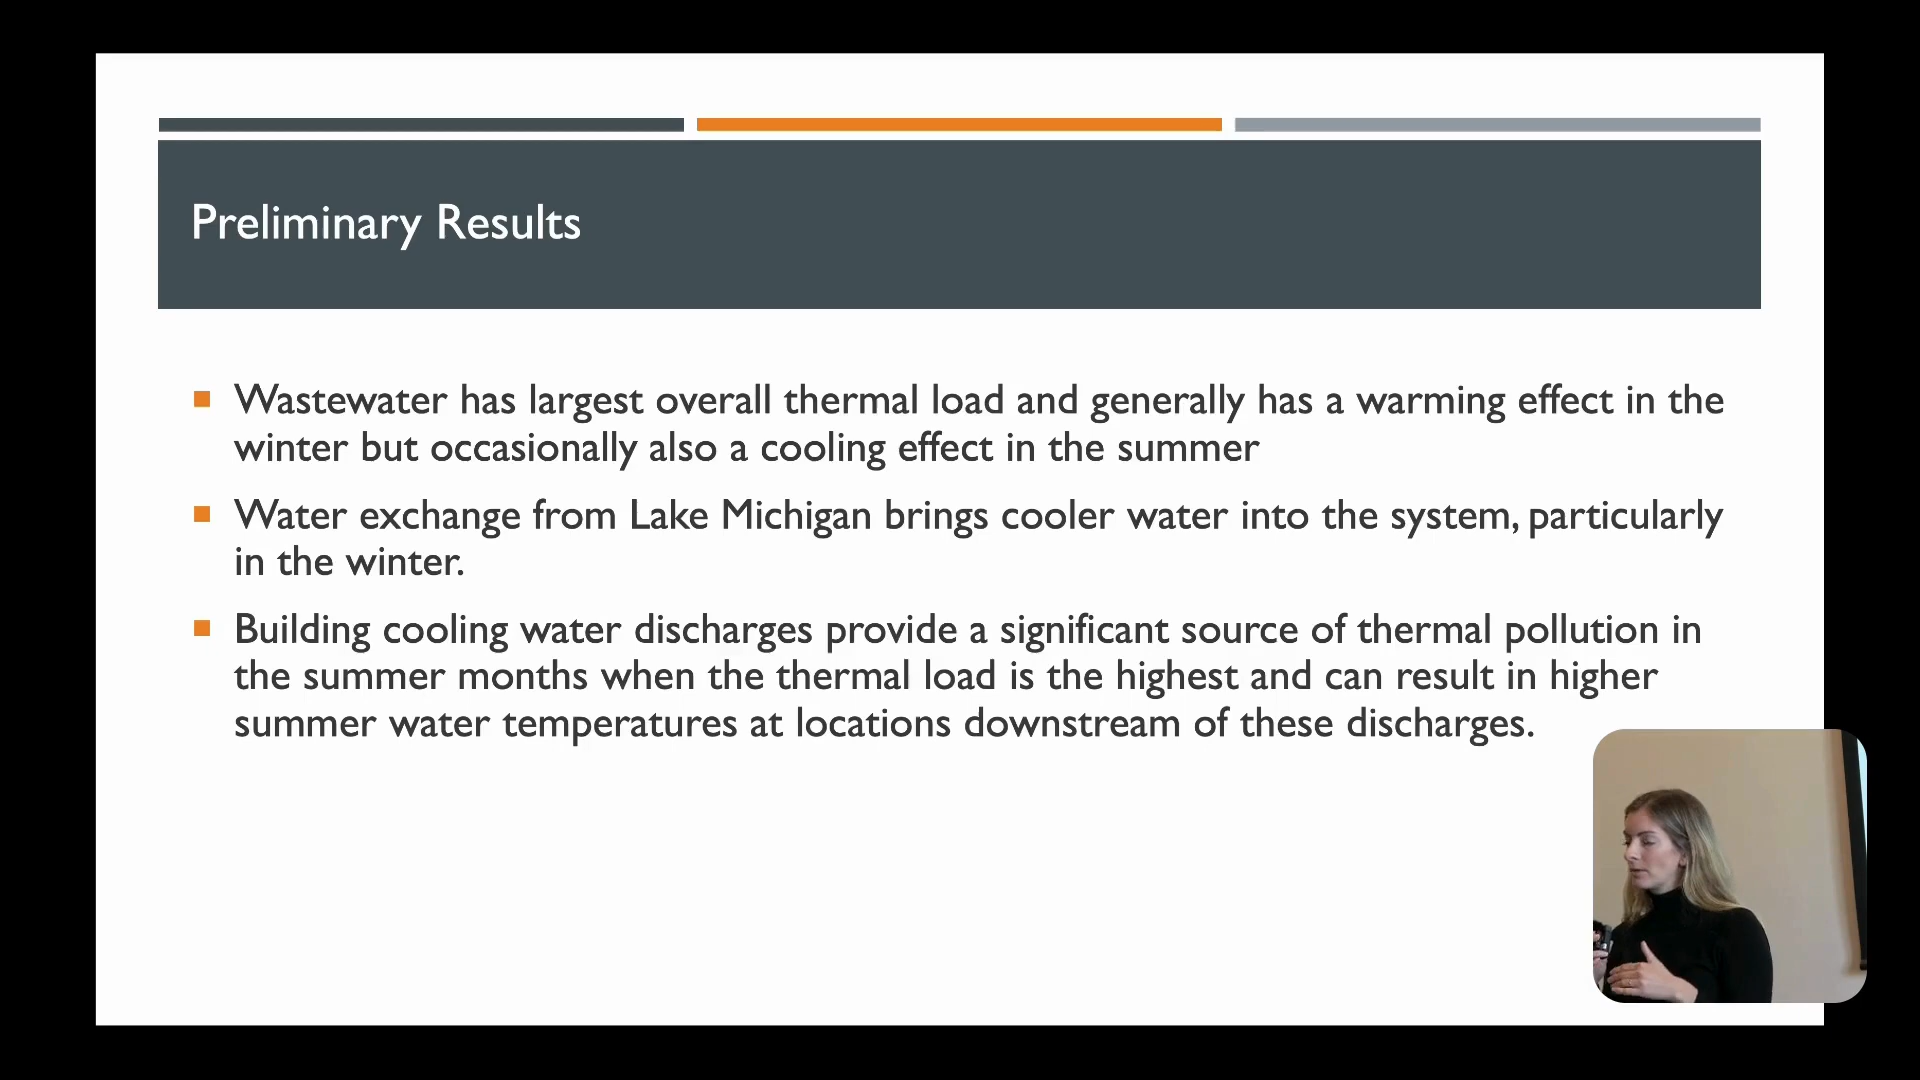 Preliminary Results
Wastewater has largest overall thermal load and generally has a warming effect in the
winter but occasionally also a cooling effect in the summer
Water exchange from Lake Michigan brings cooler water into the system, particularly
in the winter.
Building cooling water discharges provide a significant source of thermal pollution in
the summer months when the thermal load is the highest and can result in higher
summer water temperatures at locations downstream of these discharges.